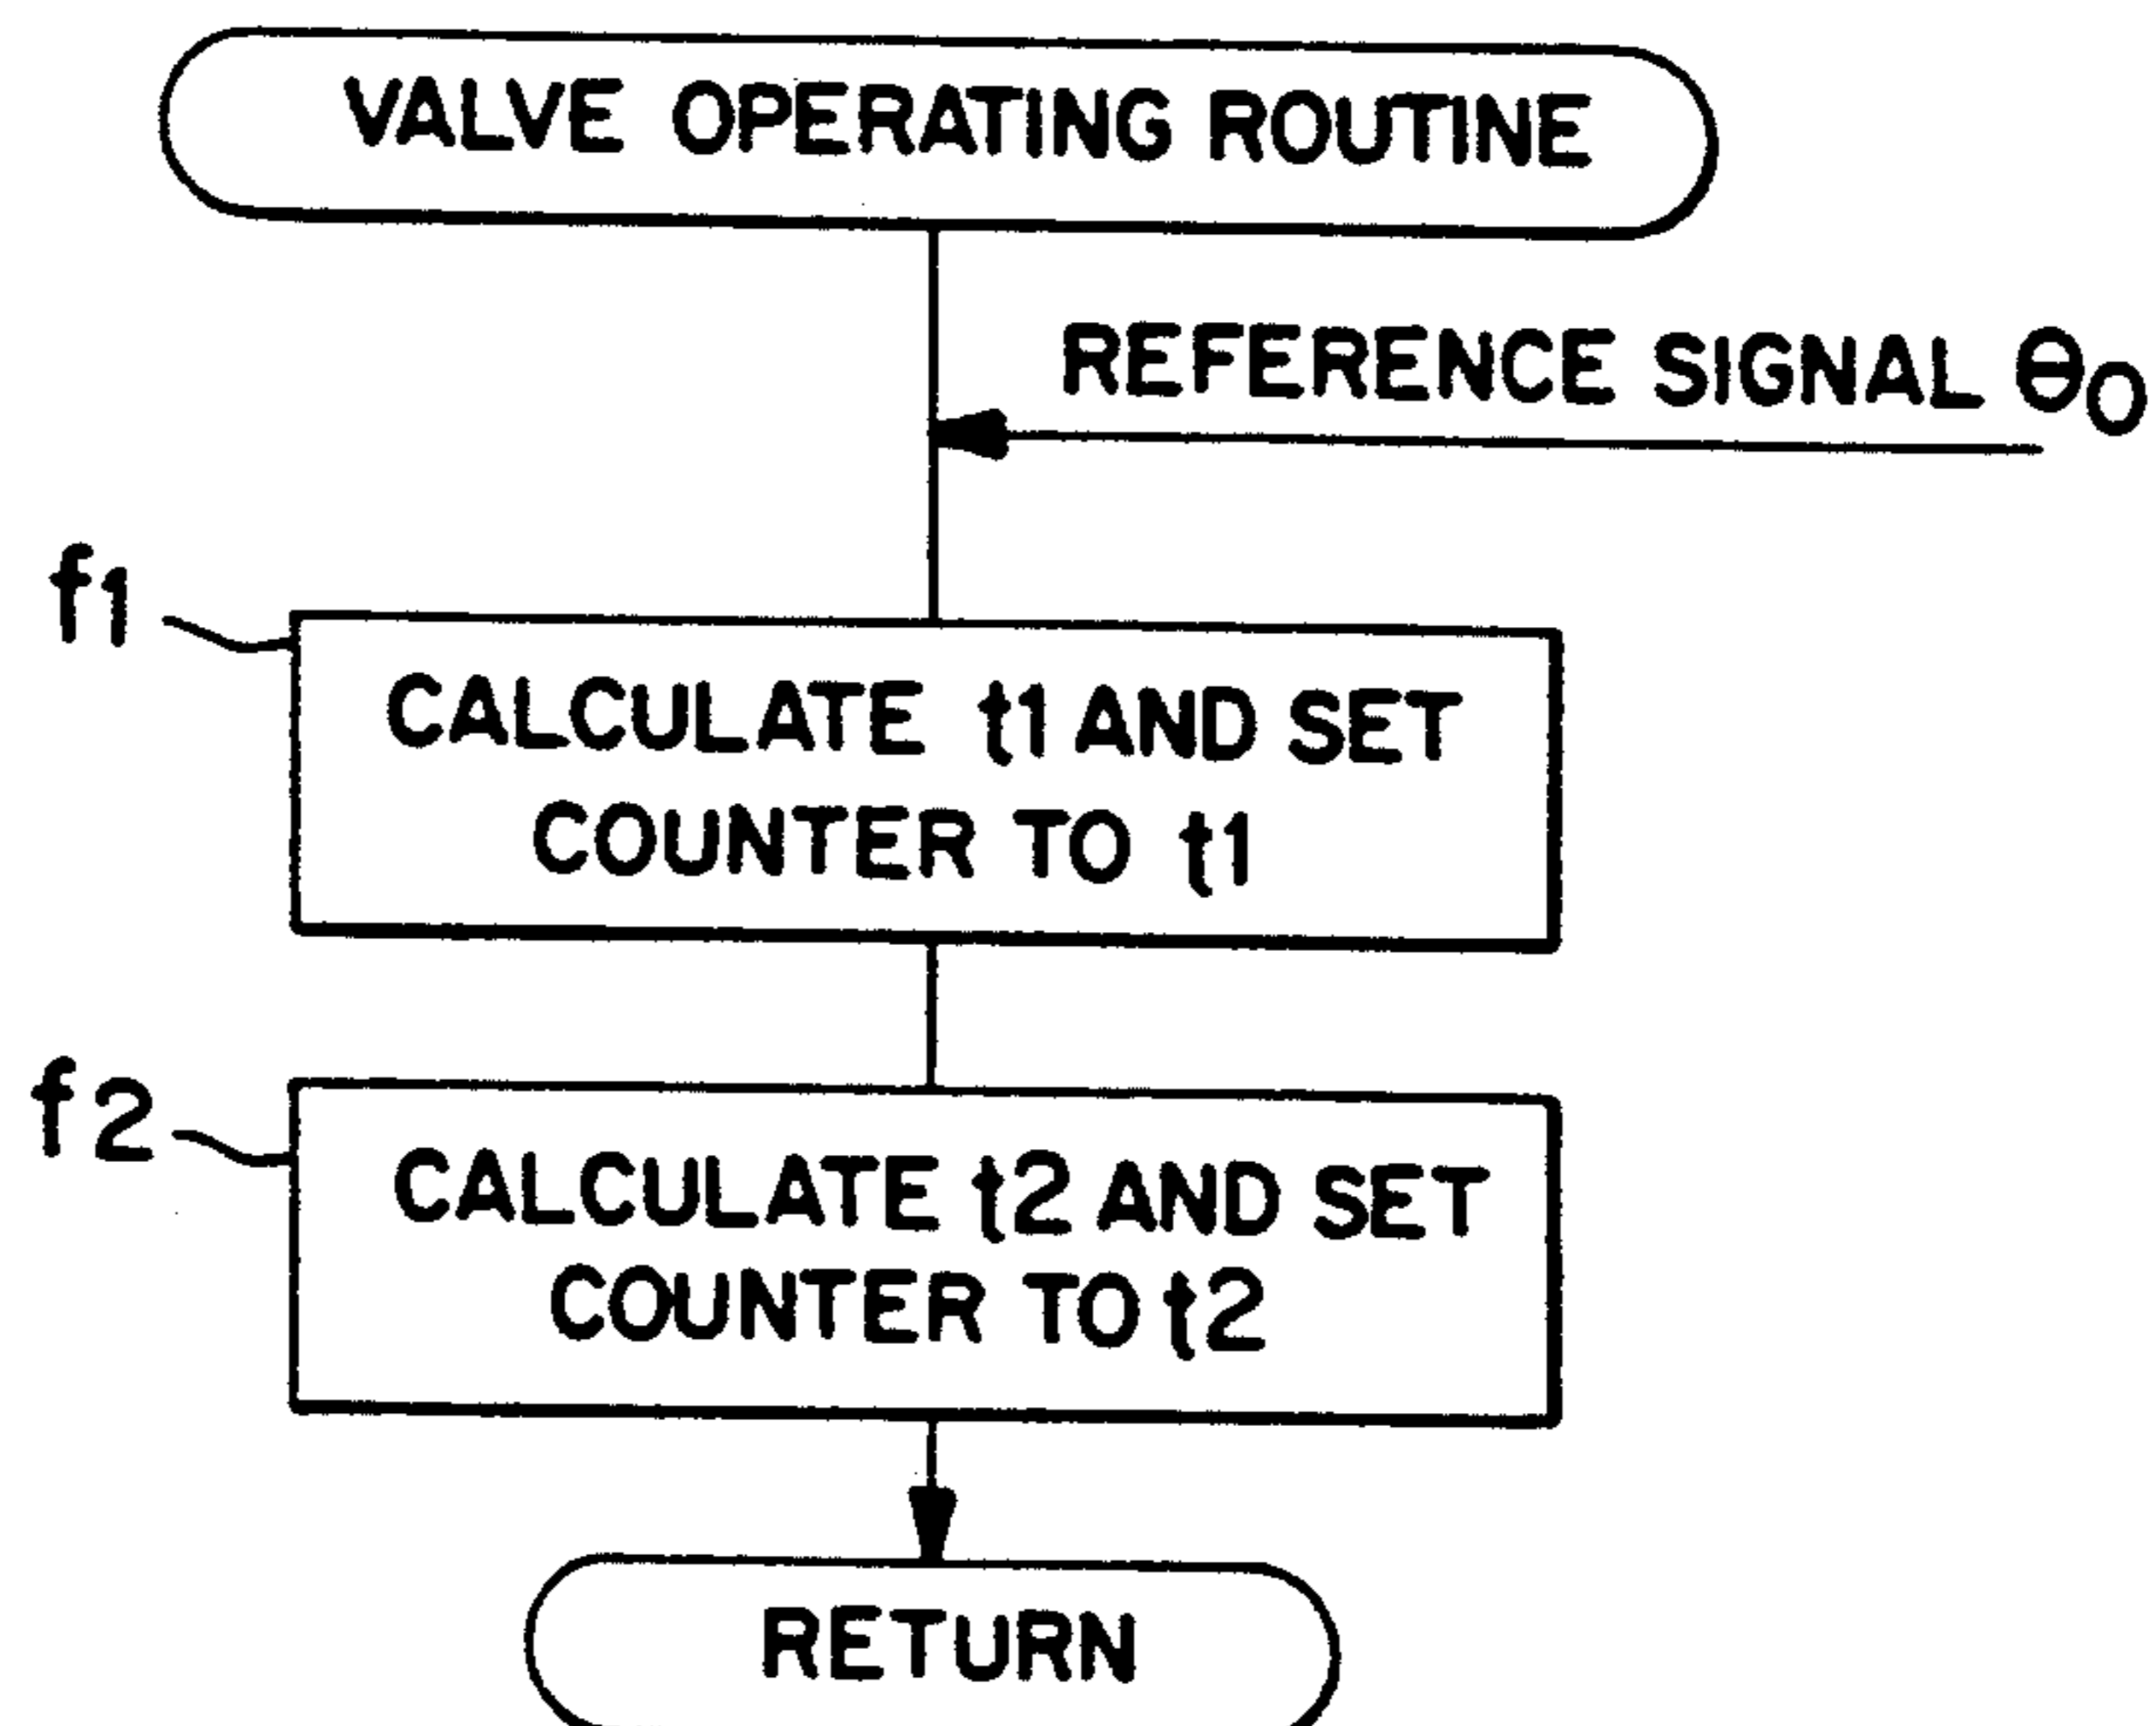 VALVE OPERATING ROUTINE
REFERENCE SIGNAL θ0
f1
CALCULATE t1 AND SET
COUNTER TO t1
f2
CALCULATE t2 AND SET
COUNTER TO t2
RETURN